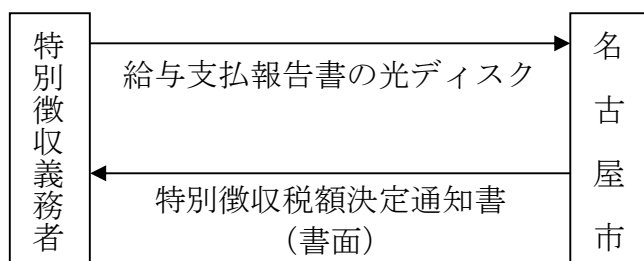 特別徴収義務者
給与支払報告書の光ディスク
特別徴収税額決定通知書
(書面)
名古屋市